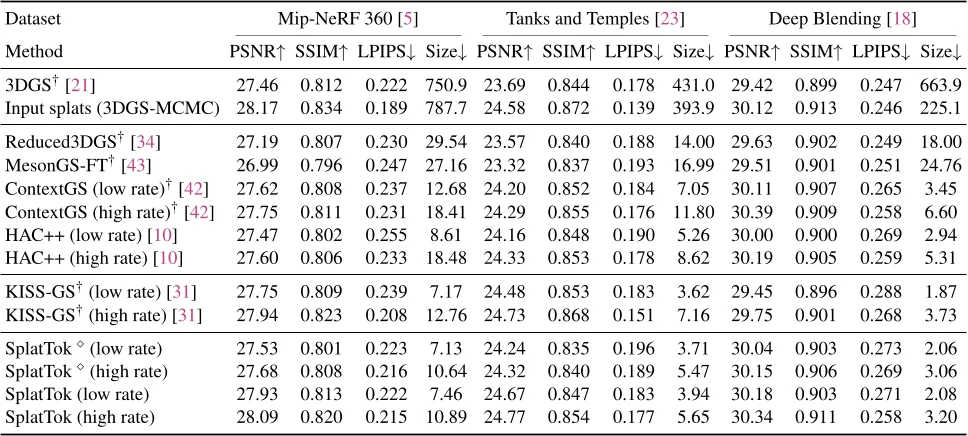 Dataset Mip-NeRF 360 [5] Tanks and Temples [23] Deep Blending [18]
Method PSNR↑ SSIM↑ LPIPS↓ Size↓ PSNR↑ SSIM↑ LPIPS↓ Size↓ PSNR↑ SSIM↑ LPIPS↓ Size↓
3DGS† [21] 27.46 0.812 0.222 750.9 23.69 0.844 0.178 431.0 29.42 0.899 0.247 663.9
Input splats (3DGS-MCMC) 28.17 0.834 0.189 787.7 24.58 0.872 0.139 393.9 30.12 0.913 0.246 225.1
Reduced3DGS† [34] 27.19 0.807 0.230 29.54 23.57 0.840 0.188 14.00 29.63 0.902 0.249 18.00
MesonGS-FT† [43] 26.99 0.796 0.247 27.16 23.32 0.837 0.193 16.99 29.51 0.901 0.251 24.76
ContextGS (low rate)† [42] 27.62 0.808 0.237 12.68 24.20 0.852 0.184 7.05 30.11 0.907 0.265 3.45
ContextGS (high rate)† [42] 27.75 0.811 0.231 18.41 24.29 0.855 0.176 11.80 30.39 0.909 0.258 6.60
HAC++ (low rate) [10] 27.47 0.802 0.255 8.61 24.16 0.848 0.190 5.26 30.00 0.900 0.269 2.94
HAC++ (high rate) [10] 27.60 0.806 0.233 18.48 24.33 0.853 0.178 8.62 30.19 0.905 0.259 5.31
KISS-GS† (low rate) [31] 27.75 0.809 0.239 7.17 24.48 0.853 0.183 3.62 29.45 0.896 0.288 1.87
KISS-GS† (high rate) [31] 27.94 0.823 0.208 12.76 24.73 0.868 0.151 7.16 29.75 0.901 0.268 3.73
SplatTok ⋄ (low rate) 27.53 0.801 0.223 7.13 24.24 0.835 0.196 3.71 30.04 0.903 0.273 2.06
SplatTok ⋄ (high rate) 27.68 0.808 0.216 10.64 24.32 0.840 0.189 5.47 30.15 0.906 0.269 3.06
SplatTok (low rate) 27.93 0.813 0.222 7.46 24.67 0.847 0.183 3.94 30.18 0.903 0.271 2.08
SplatTok (high rate) 28.09 0.820 0.215 10.89 24.77 0.854 0.177 5.65 30.34 0.911 0.258 3.20